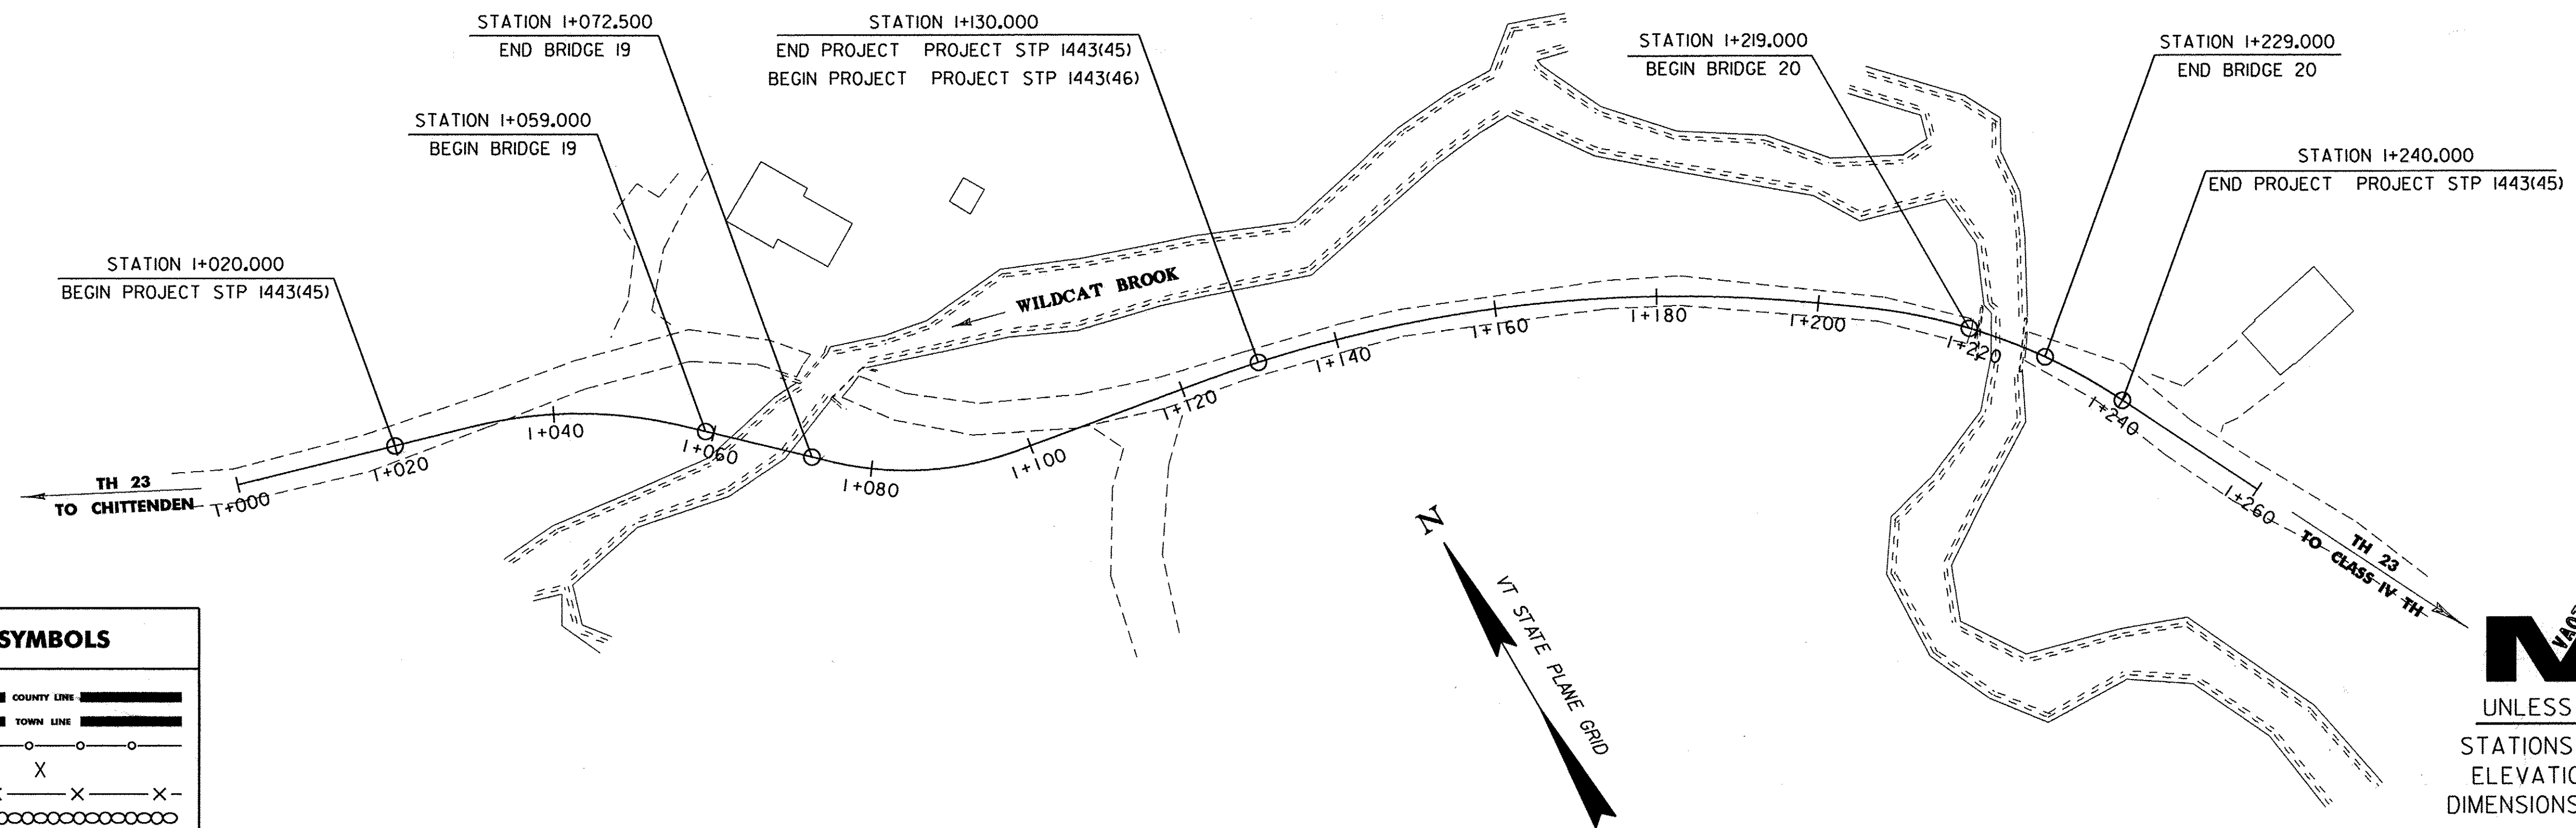 STATION 1+072.500
END BRIDGE 19
STATION 1+130.000
END PROJECT PROJECT STP 1443(45)
BEGIN PROJECT PROJECT STP 1443(46)
STATION 1+219.000
BEGIN BRIDGE 20
STATION 1+229.000
END BRIDGE 20
STATION 1+059.000
BEGIN BRIDGE 19
STATION 1+240.000
END PROJECT PROJECT STP 1443(45)
STATION 1+020.000
BEGIN PROJECT STP 1443(45)
WILDCAT BROOK
1+000
1+020
1+040
1+060
1+080
1+100
1+120
1+140
1+160
1+180
1+200
1+220
1+240
1+260
TH 23
TO CHITTENDEN
TH 23
TO CLASS IV TH
N
VT STATE PLANE GRID
SYMBOLS
COUNTY LINE
TOWN LINE
M
VAOT
UNLESS
STATIONS
ELEVATIO
DIMENSIONS